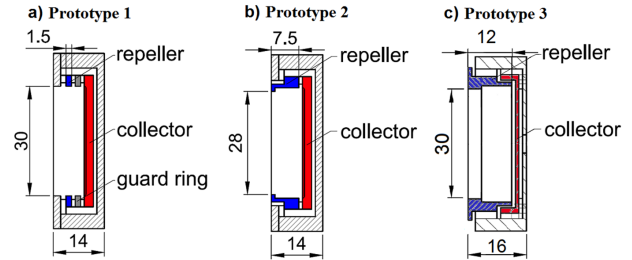 a) Prototype 1
1.5
repeller
30
collector
guard ring
14
b) Prototype 2
7.5
repeller
28
collector
14
c) Prototype 3
12
repeller
30
collector
16